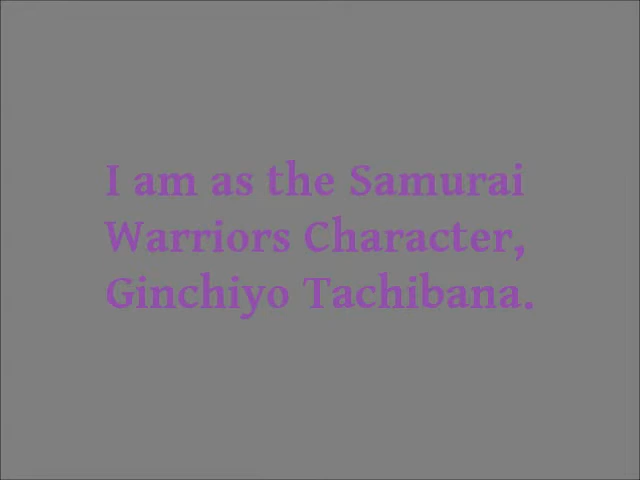 I am as the Samurai
Warriors Character,
Ginchiyo Tachibana.